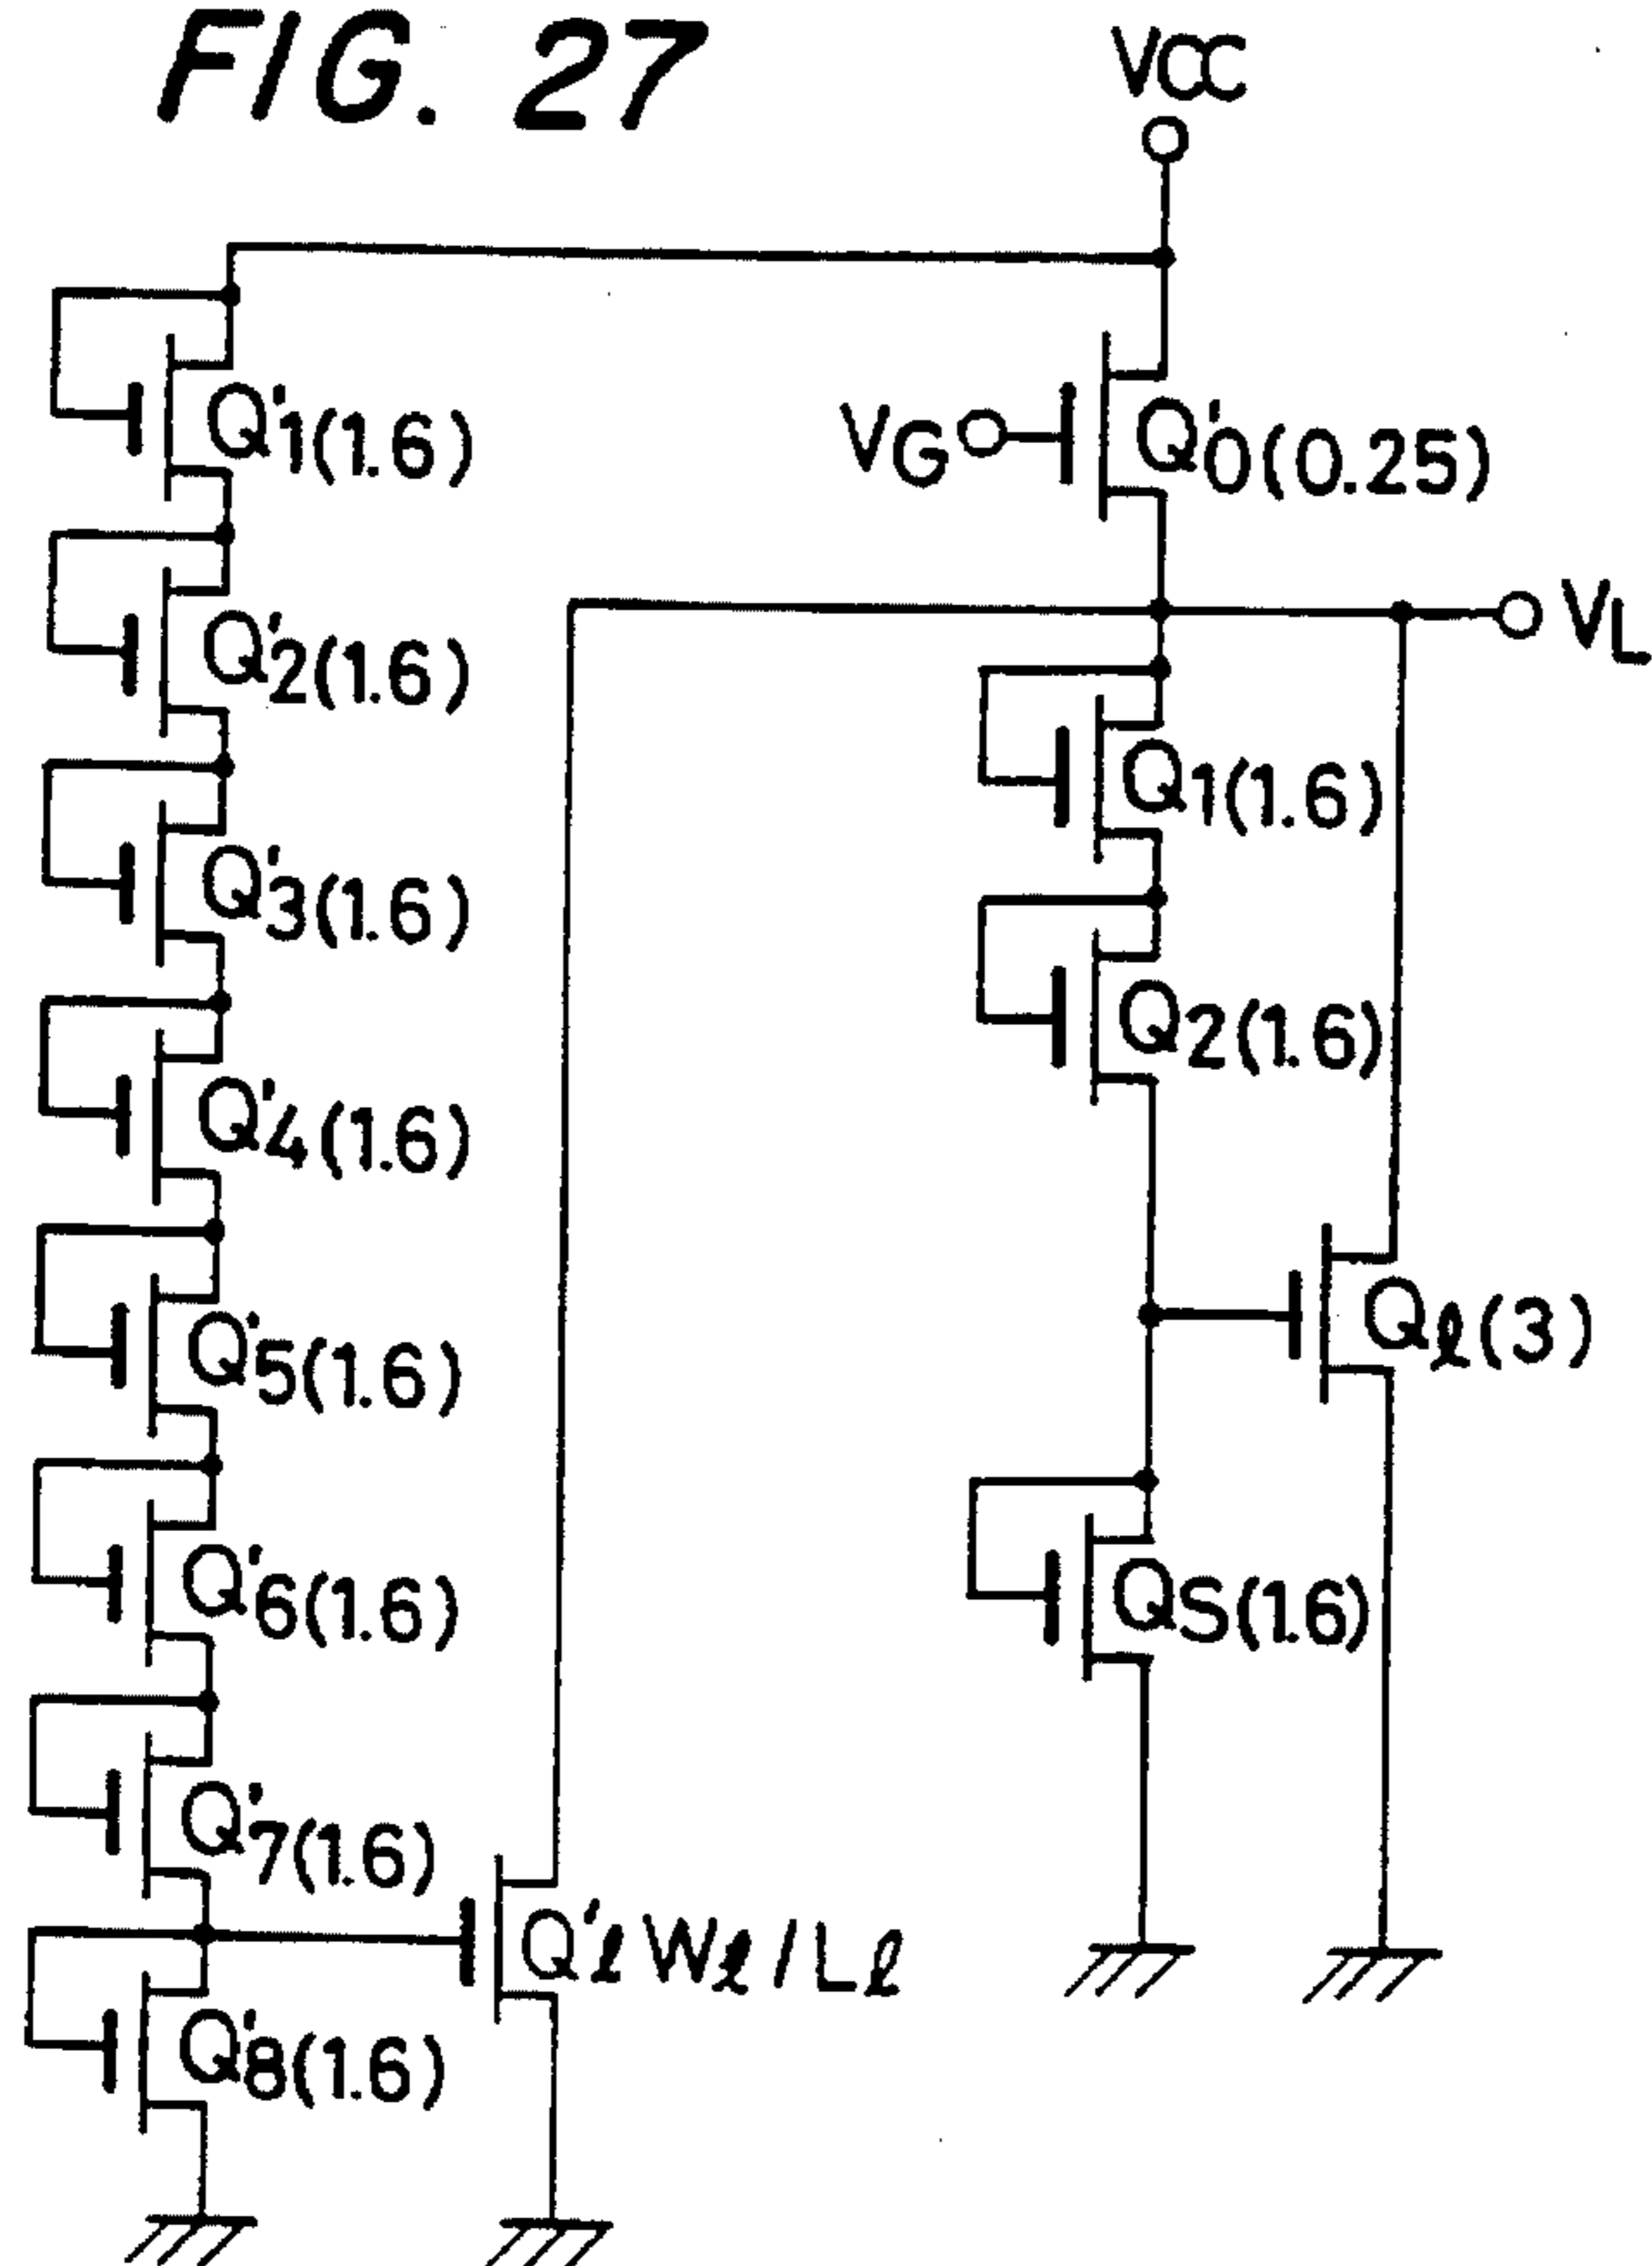 FIG. 27
VCC
Q'1(1.6)
VG
Q'0(0.25)
Q'2(1.6)
VL
Q1(1.6)
Q'3(1.6)
Q2(1.6)
Q'4(1.6)
Q'5(1.6)
Qℓ(3)
Q'6(1.6)
QS(1.6)
Q'7(1.6)
Q'ℓ Wℓ/Lℓ
Q'8(1.6)